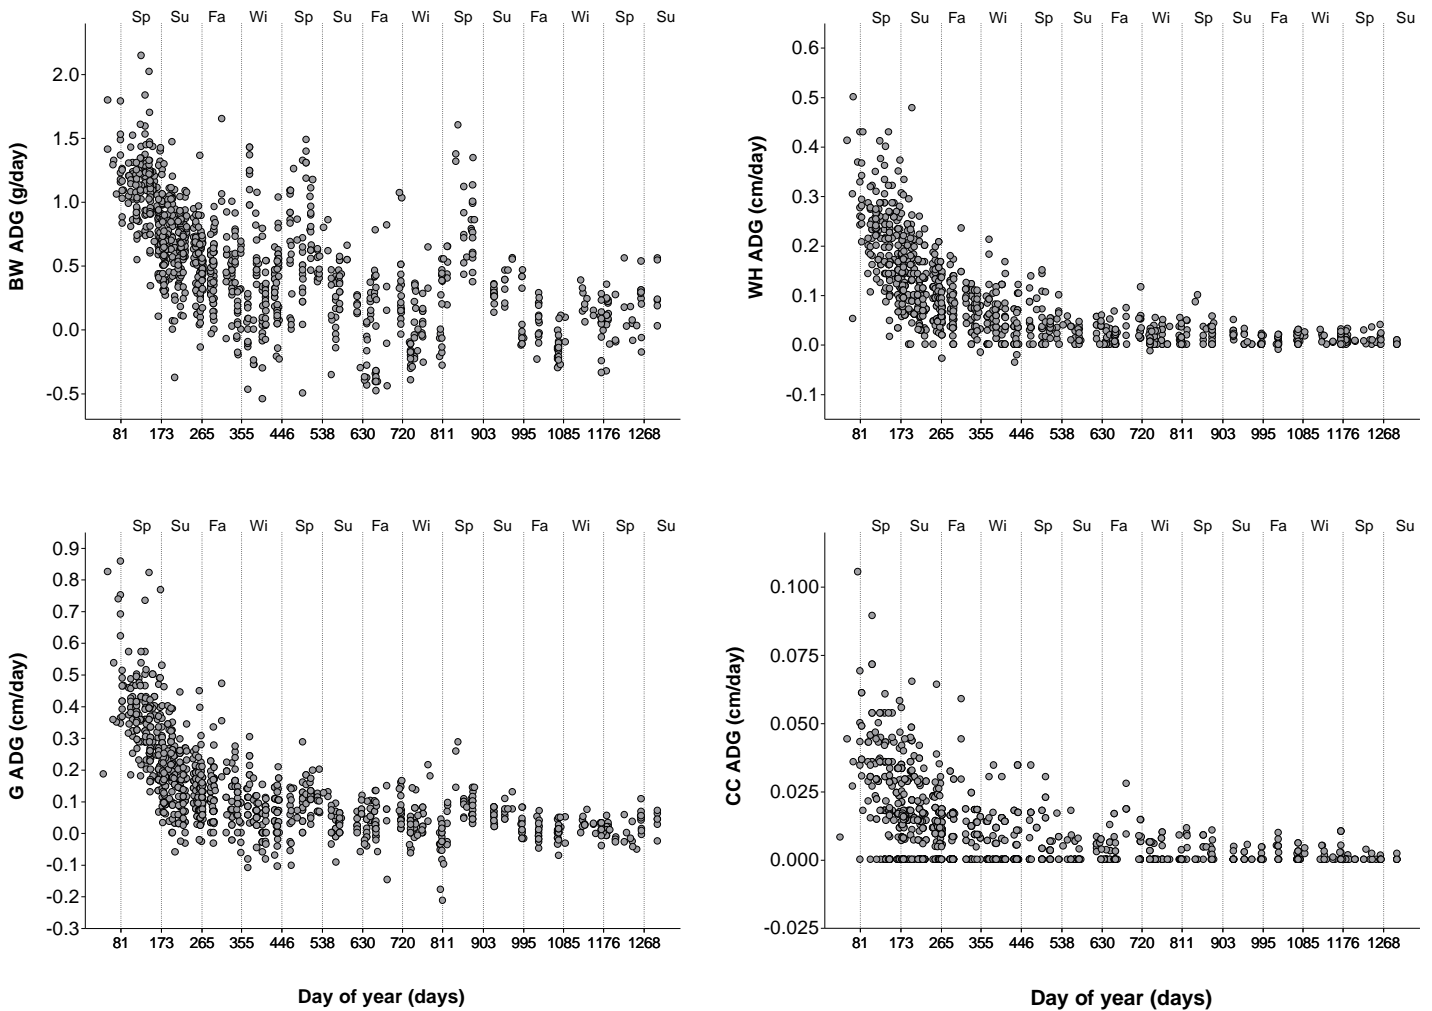 Sp Su Fa Wi Sp Su Fa Wi Sp Su Fa Wi Sp Su
BW ADG (g/day)
2.0
1.5
1.0
0.5
0.0
-0.5
81 173 265 355 446 538 630 720 811 903 995 1085 1176 1268
Sp Su Fa Wi Sp Su Fa Wi Sp Su Fa Wi Sp Su
WH ADG (cm/day)
0.6
0.5
0.4
0.3
0.2
0.1
0.0
-0.1
81 173 265 355 446 538 630 720 811 903 995 1085 1176 1268
Sp Su Fa Wi Sp Su Fa Wi Sp Su Fa Wi Sp Su
G ADG (cm/day)
0.9
0.8
0.7
0.6
0.5
0.4
0.3
0.2
0.1
0.0
-0.1
-0.2
-0.3
81 173 265 355 446 538 630 720 811 903 995 1085 1176 1268
Day of year (days)
Sp Su Fa Wi Sp Su Fa Wi Sp Su Fa Wi Sp Su
CC ADG (cm/day)
0.100
0.075
0.050
0.025
0.000
-0.025
81 173 265 355 446 538 630 720 811 903 995 1085 1176 1268
Day of year (days)